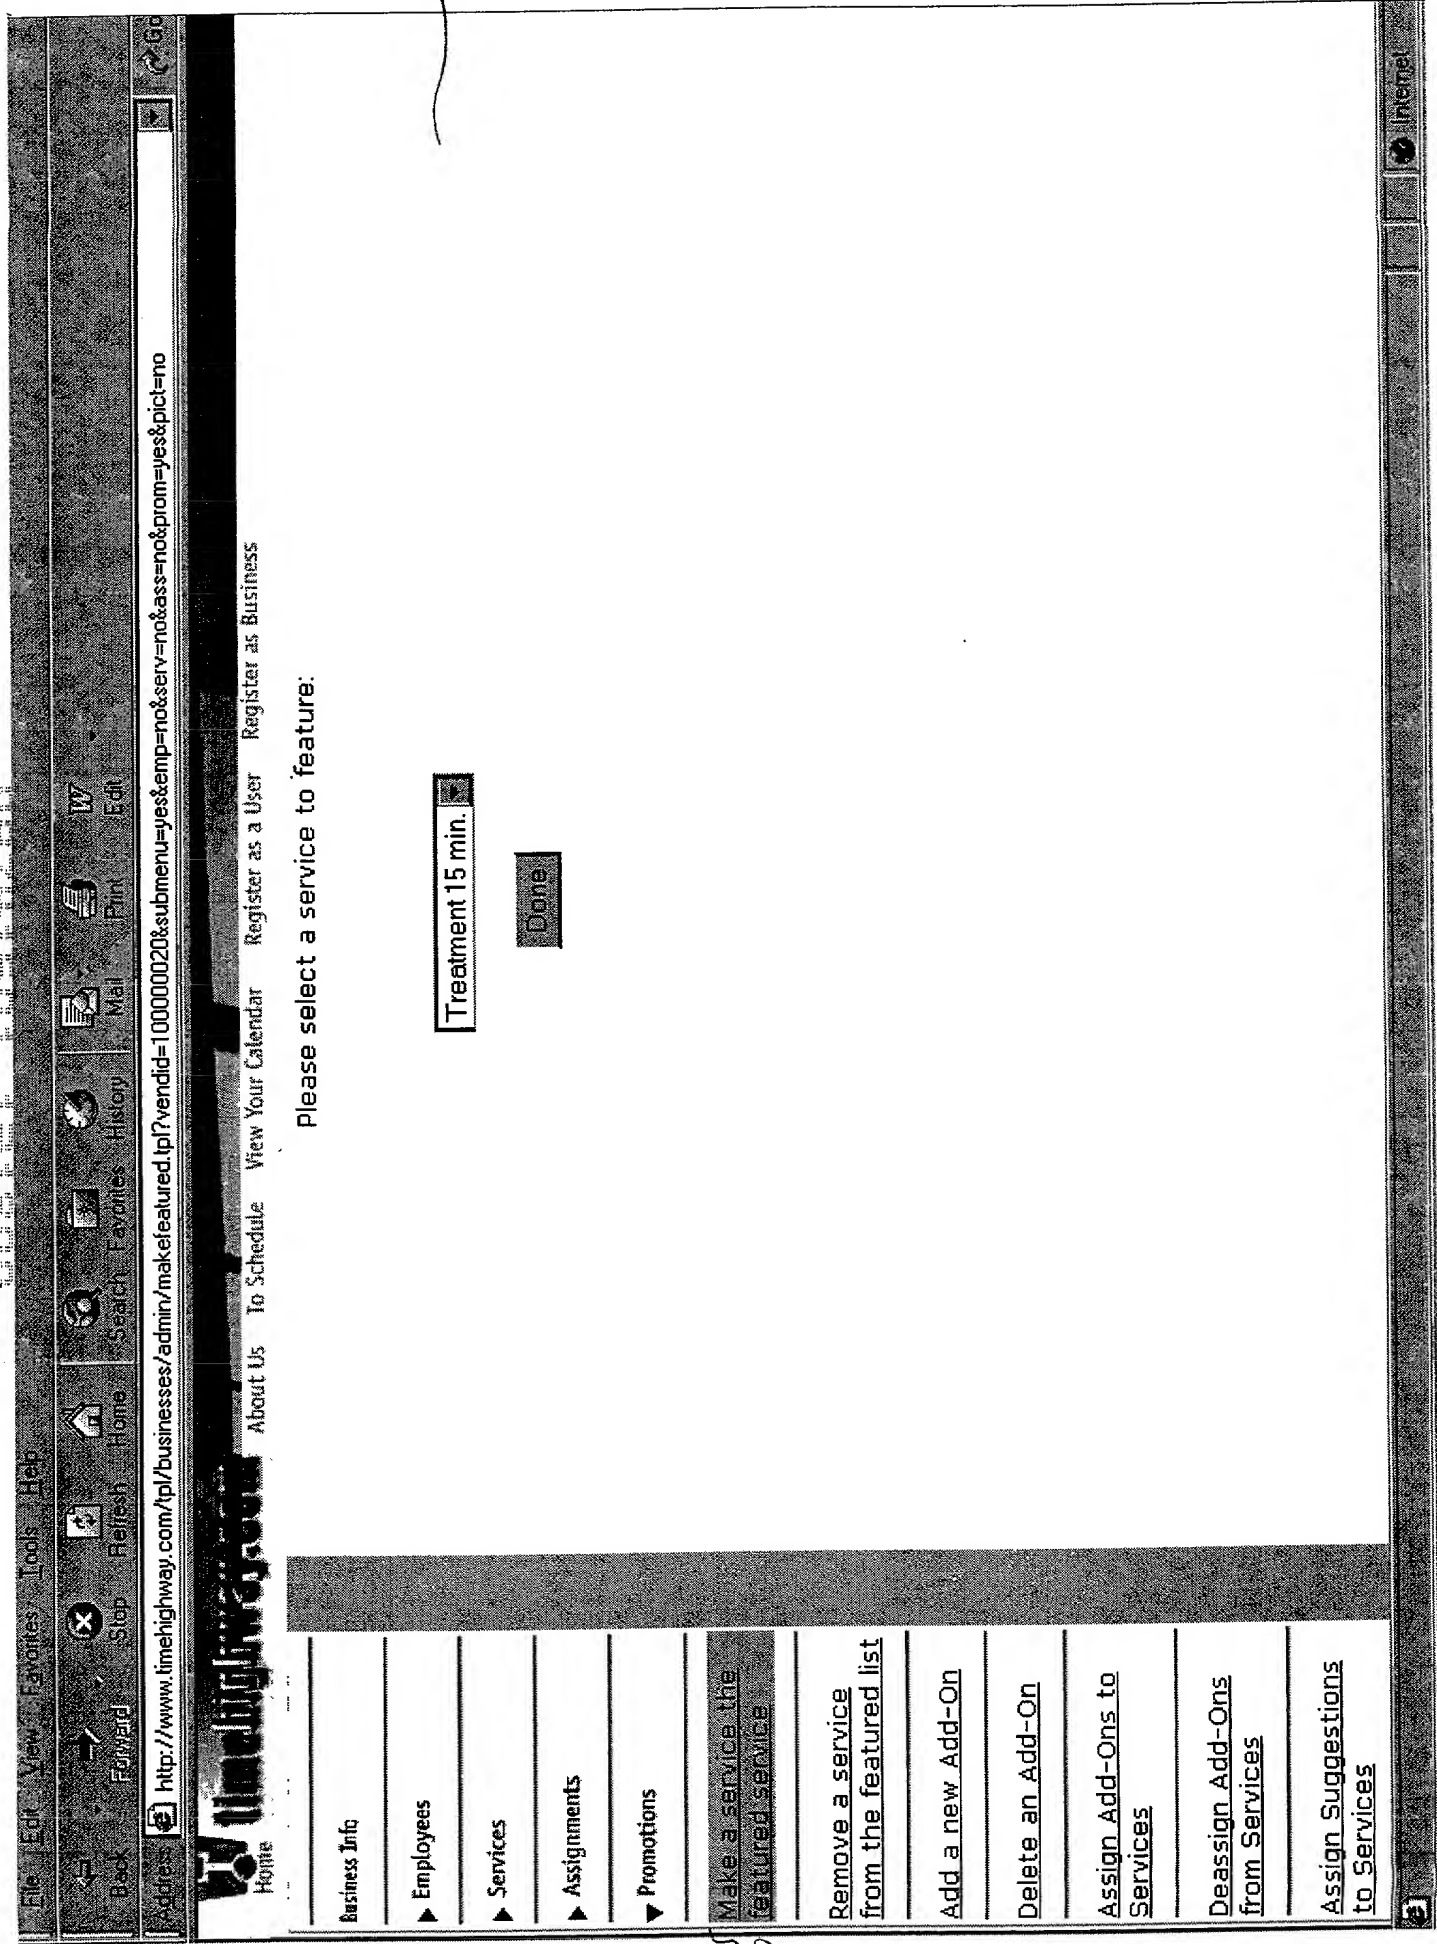 File Edit View Favorites Tools Help
Back Forward Stop Refresh Home Search Favorites History Mail Print Edit
Address http://www.timehighway.com/tpl/businesses/admin/makefeatured.tpl?vendid=100000020&submenu=yes&emp=no&serv=no&ass=no&prom=yes&pict=no Go
timehighway.com
Home About Us To Schedule View Your Calendar Register as a User Register as Business
Business Info
Employees
Services
Assignments
Promotions
Make a service the
featured service
Remove a service
from the featured list
Add a new Add-On
Delete an Add-On
Assign Add-Ons to
Services
Deassign Add-Ons
from Services
Assign Suggestions
to Services
Please select a service to feature:
Treatment 15 min.
Done
Internet